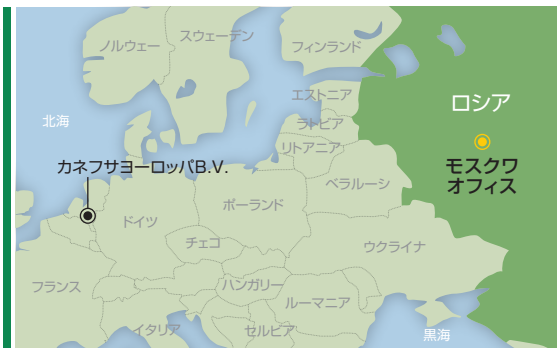 ノルウェー
スウェーデン
フィンランド
エストニア
ロシア
北海
ラトビア
リトアニア
カネフサヨーロッパB.V.
モスクワ
オフィス
ベラルーシ
ポーランド
ドイツ
チェコ
ウクライナ
フランス
ハンガリー
ルーマニア
イタリア
セルビア
黒海